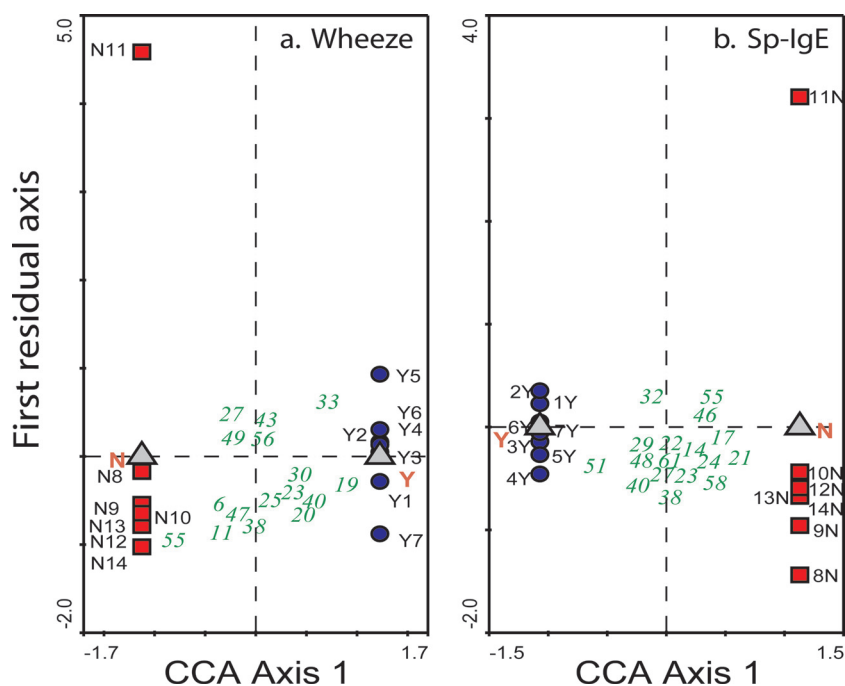 a. Wheeze
5.0
N11
First residual axis
Y5
33
27
43
Y6
Y4
Y2
49
56
Y3
N
N8
30
19
Y
23
Y1
N9
6
25
40
N10
47
20
N13
38
11
Y7
N12
55
N14
-2.0
-1.7
1.7
CCA Axis 1
b. Sp-IgE
4.0
11N
2Y
32
55
1Y
46
6Y
7Y
17
N
Y
3Y
29
22
14
5Y
51
48
61
24
21
4Y
27
23
10N
40
58
12N
38
13N
14N
9N
8N
-2.0
-1.5
1.5
CCA Axis 1